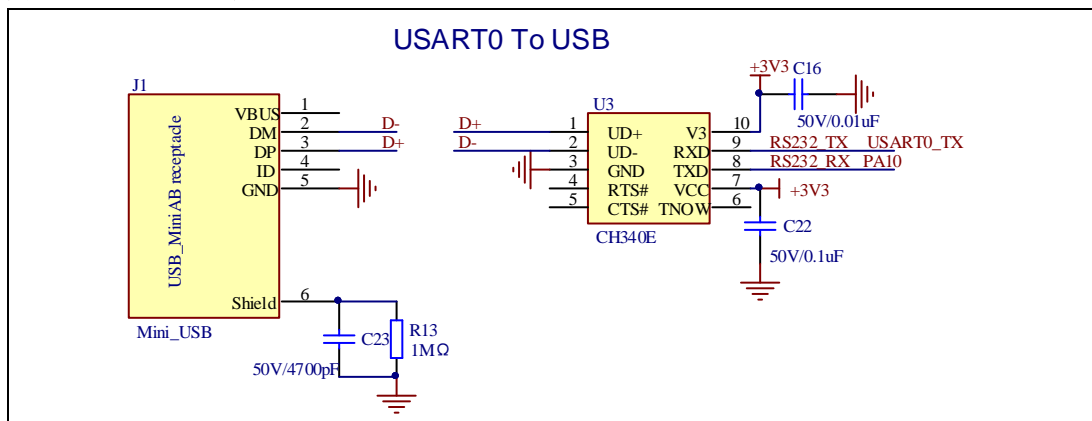 USART0 To USB
J1
VBUS 1
DM 2 D-
DP 3 D+
ID 4
GND 5
USB_MiniAB receptacle
Shield 6
Mini_USB
C23
50V/4700pF
R13
1MΩ
U3
D+ 1 UD+
D- 2 UD-
3 GND
4 RTS#
5 CTS#
V3 10
RXD 9 RS232_TX USART0_TX
TXD 8 RS232_RX PA10
VCC 7 +3V3
TNOW 6
CH340E
+3V3
C16
50V/0.01uF
C22
50V/0.1uF